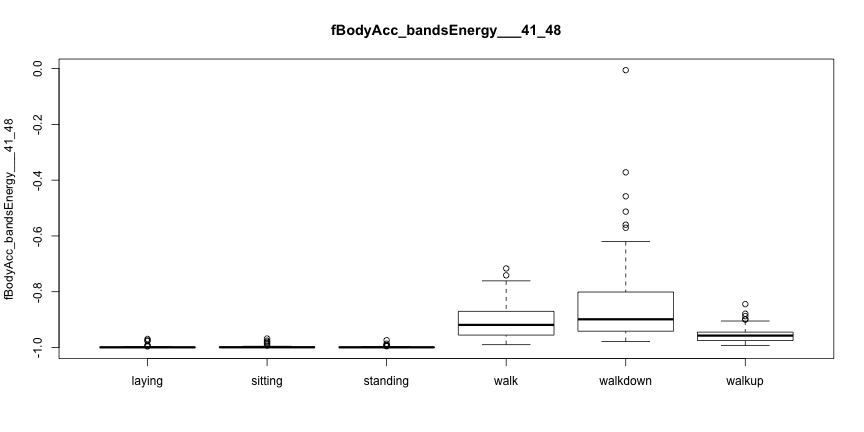 fBodyAcc_bandsEnergy___41_48
fBodyAcc_bandsEnergy___41_48
0.0
-0.2
-0.4
-0.6
-0.8
-1.0
laying sitting standing walk walkdown walkup